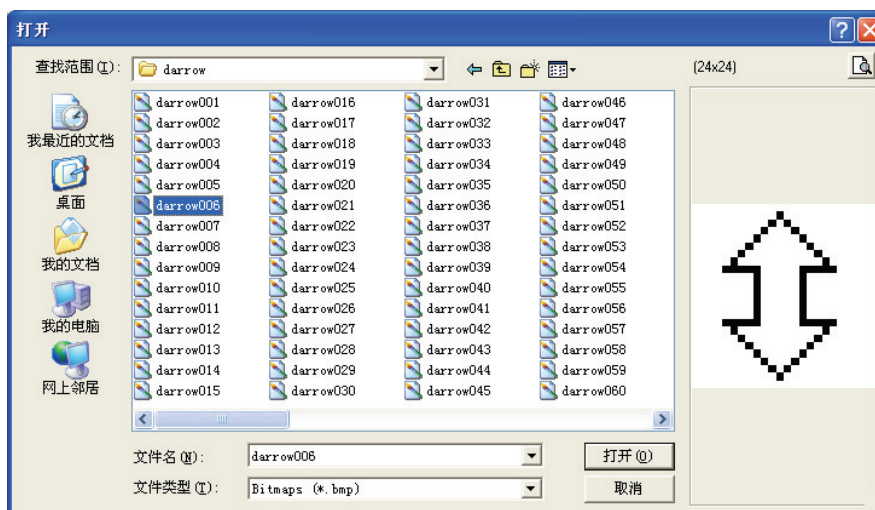 打开
查找范围(I): darrow (24x24)
我最近的文档
桌面
我的文档
我的电脑
网上邻居
darrow001 darrow016 darrow031 darrow046
darrow002 darrow017 darrow032 darrow047
darrow003 darrow018 darrow033 darrow048
darrow004 darrow019 darrow034 darrow049
darrow005 darrow020 darrow035 darrow050
darrow006 darrow021 darrow036 darrow051
darrow007 darrow022 darrow037 darrow052
darrow008 darrow023 darrow038 darrow053
darrow009 darrow024 darrow039 darrow054
darrow010 darrow025 darrow040 darrow055
darrow011 darrow026 darrow041 darrow056
darrow012 darrow027 darrow042 darrow057
darrow013 darrow028 darrow043 darrow058
darrow014 darrow029 darrow044 darrow059
darrow015 darrow030 darrow045 darrow060
文件名(N): darrow006 打开(O)
文件类型(T): Bitmaps (*.bmp) 取消